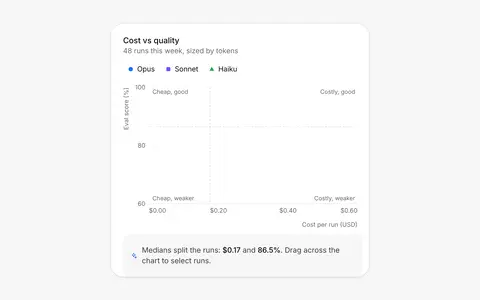 Cost vs quality
48 runs this week, sized by tokens
Opus Sonnet Haiku
Eval score (%)
100
Cheap, good Costly, good
80
Cheap, weaker Costly, weaker
60
$0.00 $0.20 $0.40 $0.60
Cost per run (USD)
Medians split the runs: $0.17 and 86.5%. Drag across the
chart to select runs.